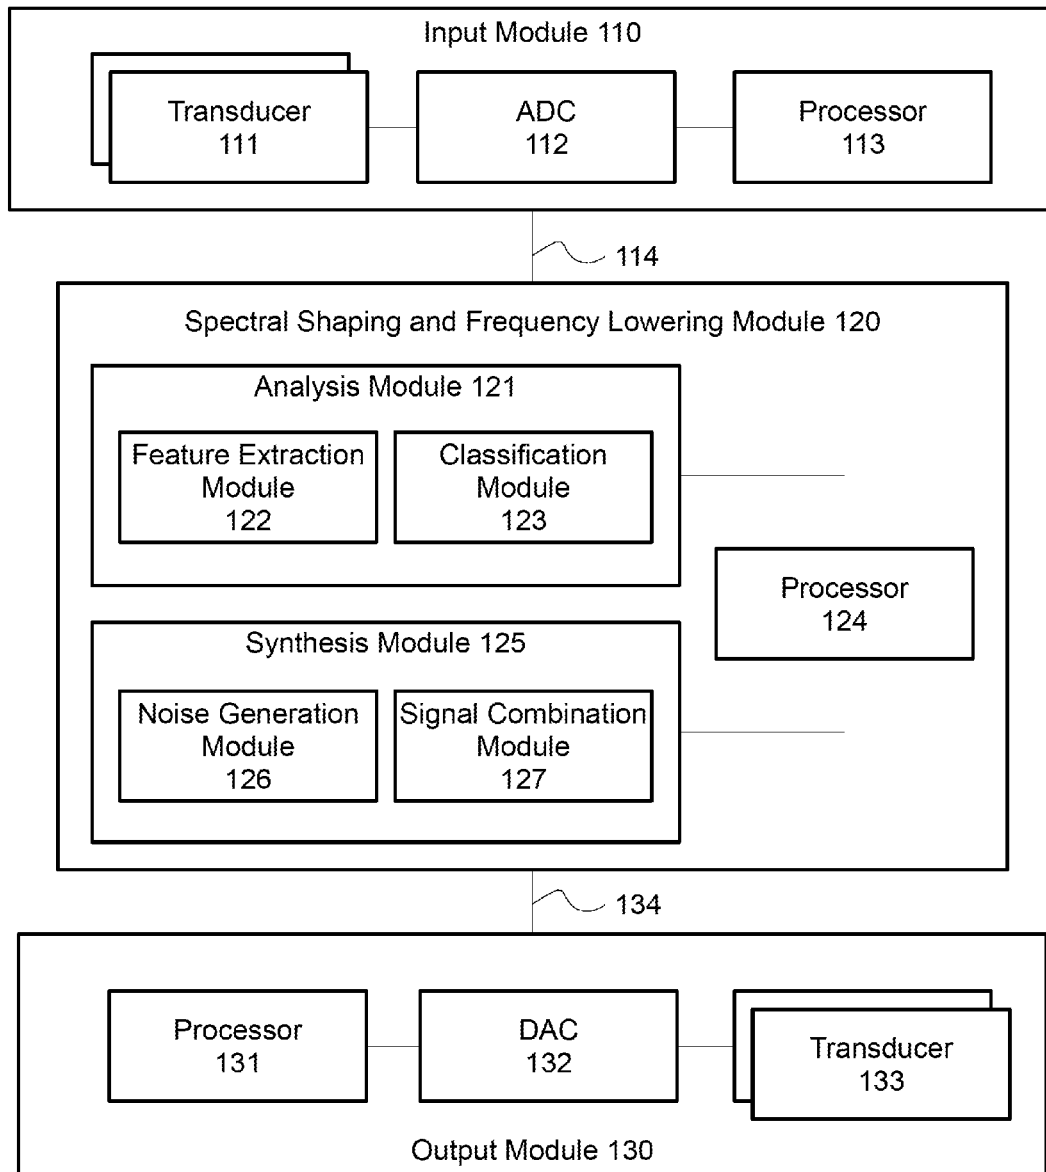 Input Module 110
Transducer
111
ADC
112
Processor
113
114
Spectral Shaping and Frequency Lowering Module 120
Analysis Module 121
Feature Extraction
Module
122
Classification
Module
123
Processor
124
Synthesis Module 125
Noise Generation
Module
126
Signal Combination
Module
127
134
Processor
131
DAC
132
Transducer
133
Output Module 130